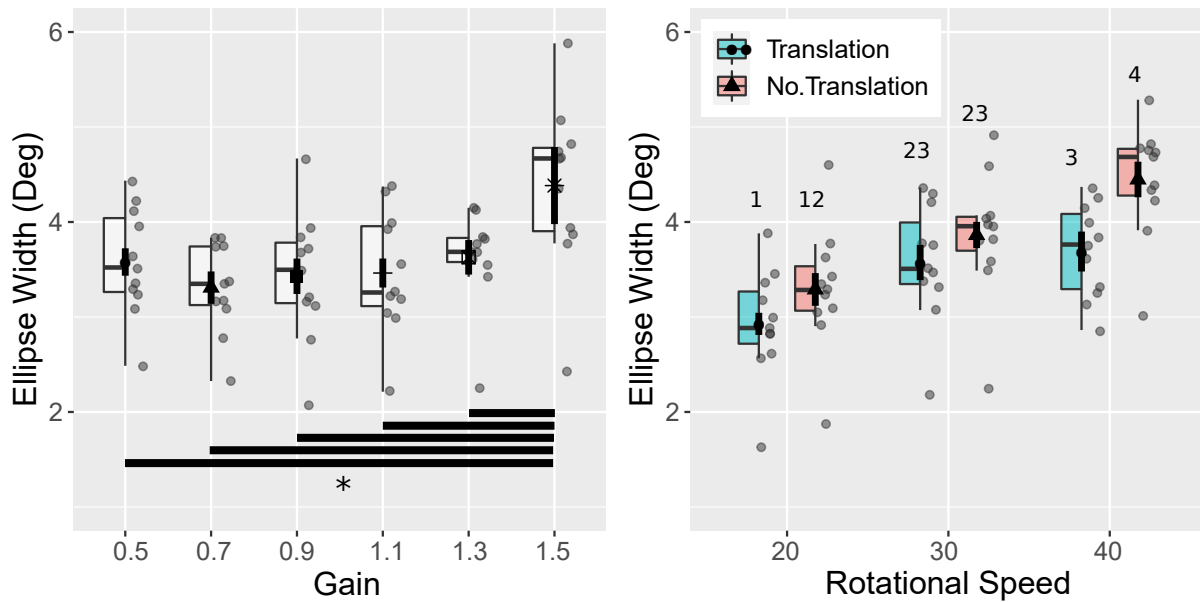 Ellipse Width (Deg)
6
4
2
*
0.5 0.7 0.9 1.1 1.3 1.5
Gain
Ellipse Width (Deg)
6
4
2
Translation
No.Translation
1
12
23
23
3
4
20 30 40
Rotational Speed